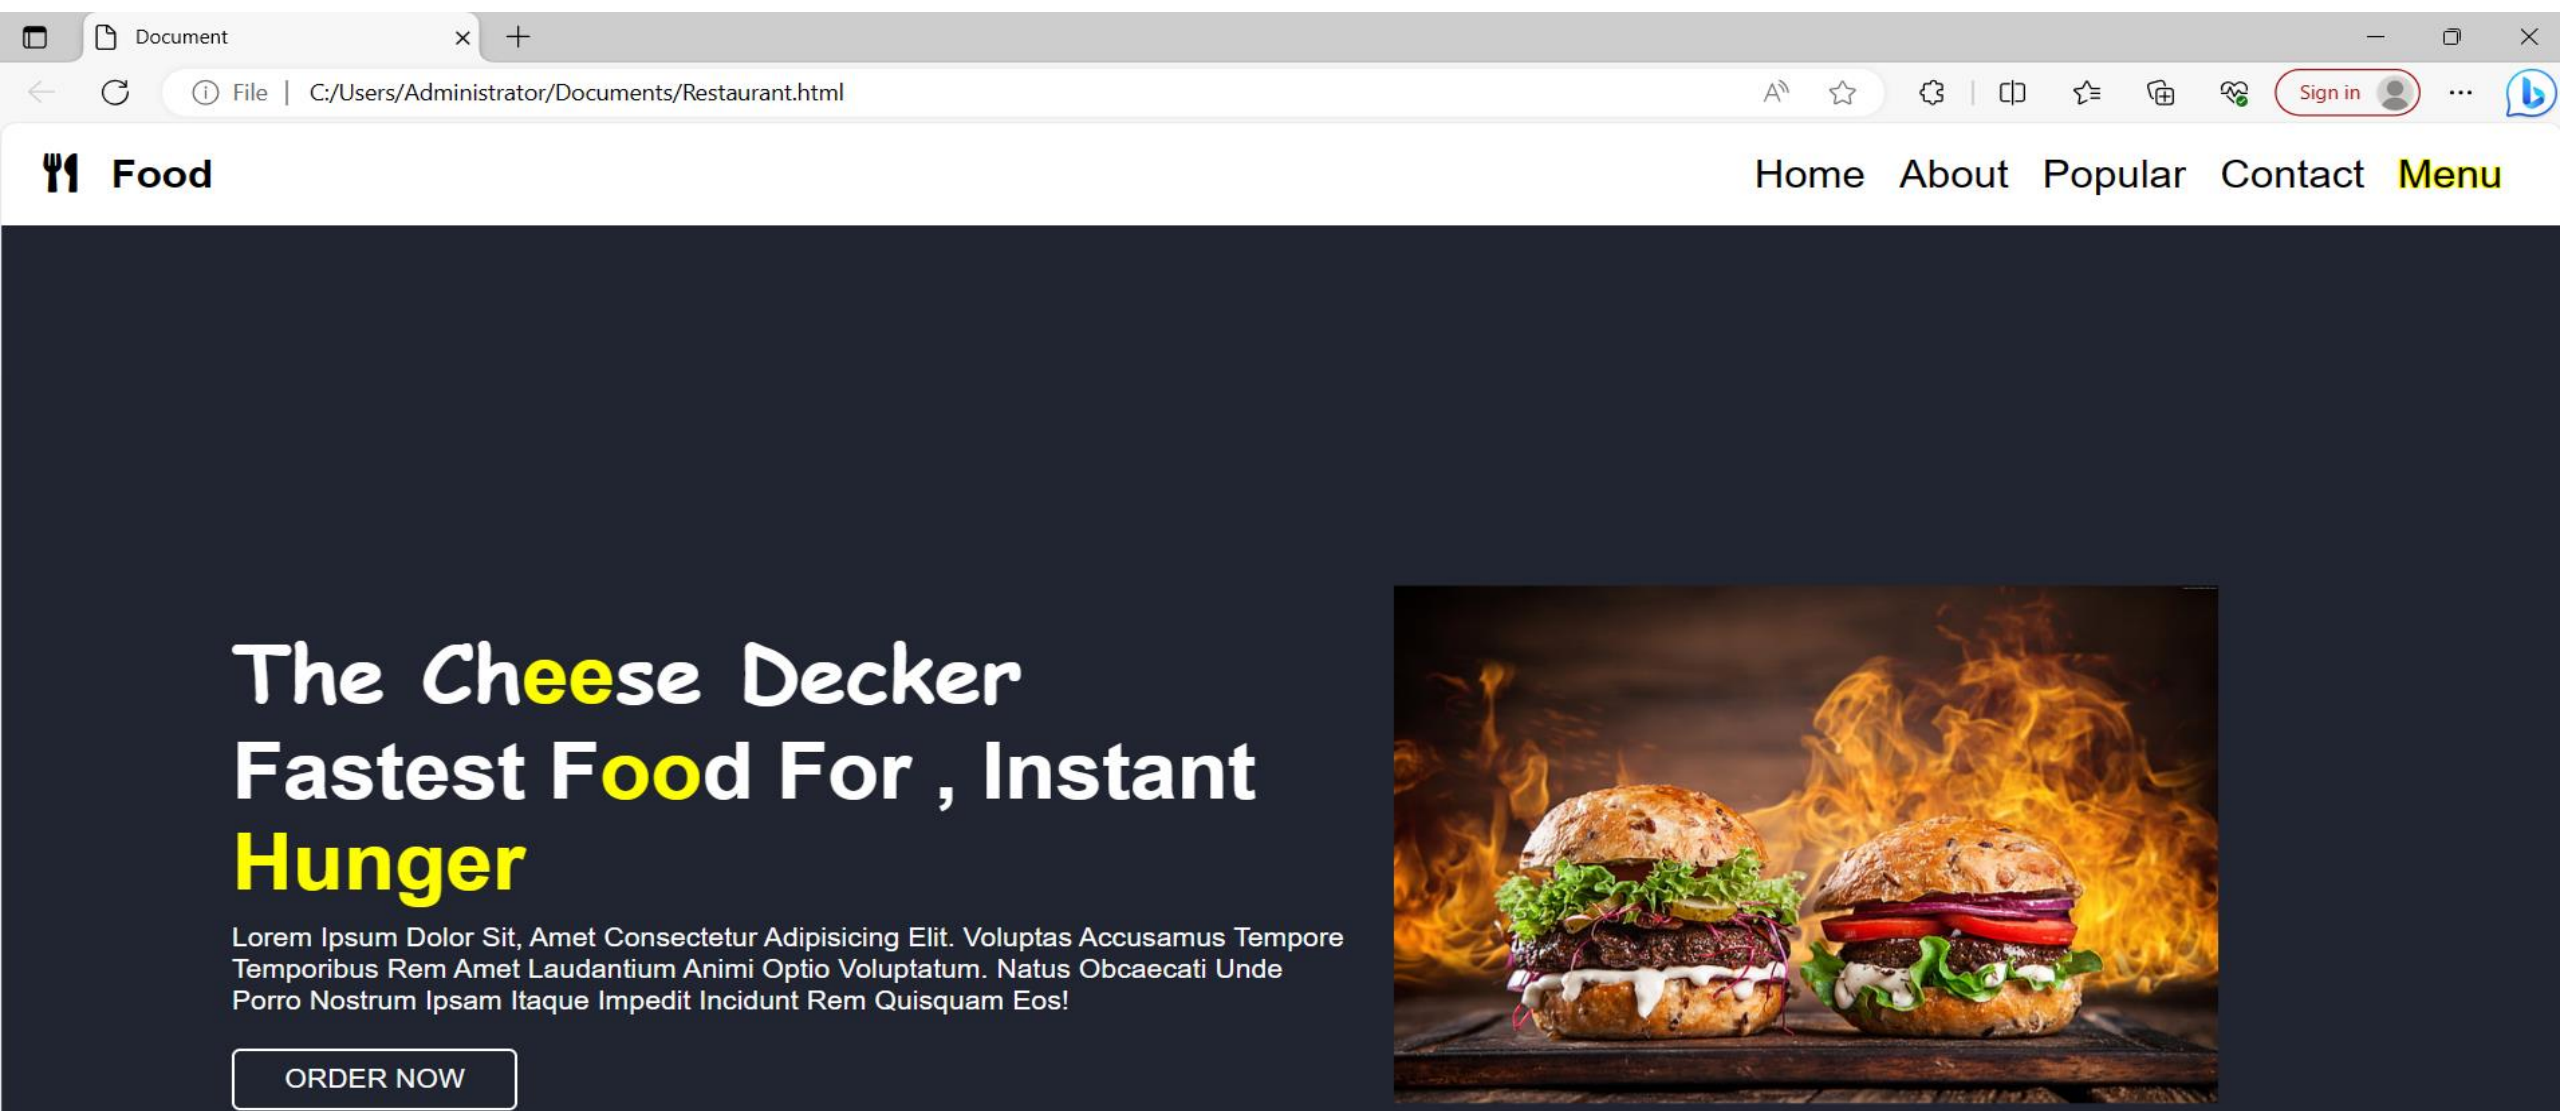 Document
File | C:/Users/Administrator/Documents/Restaurant.html
Sign in
Food
Home About Popular Contact Menu
The Cheese Decker
Fastest Food For , Instant
Hunger
Lorem Ipsum Dolor Sit, Amet Consectetur Adipisicing Elit. Voluptas Accusamus Tempore
Temporibus Rem Amet Laudantium Animi Optio Voluptatum. Natus Obcaecati Unde
Porro Nostrum Ipsam Itaque Impedit Incidunt Rem Quisquam Eos!
ORDER NOW